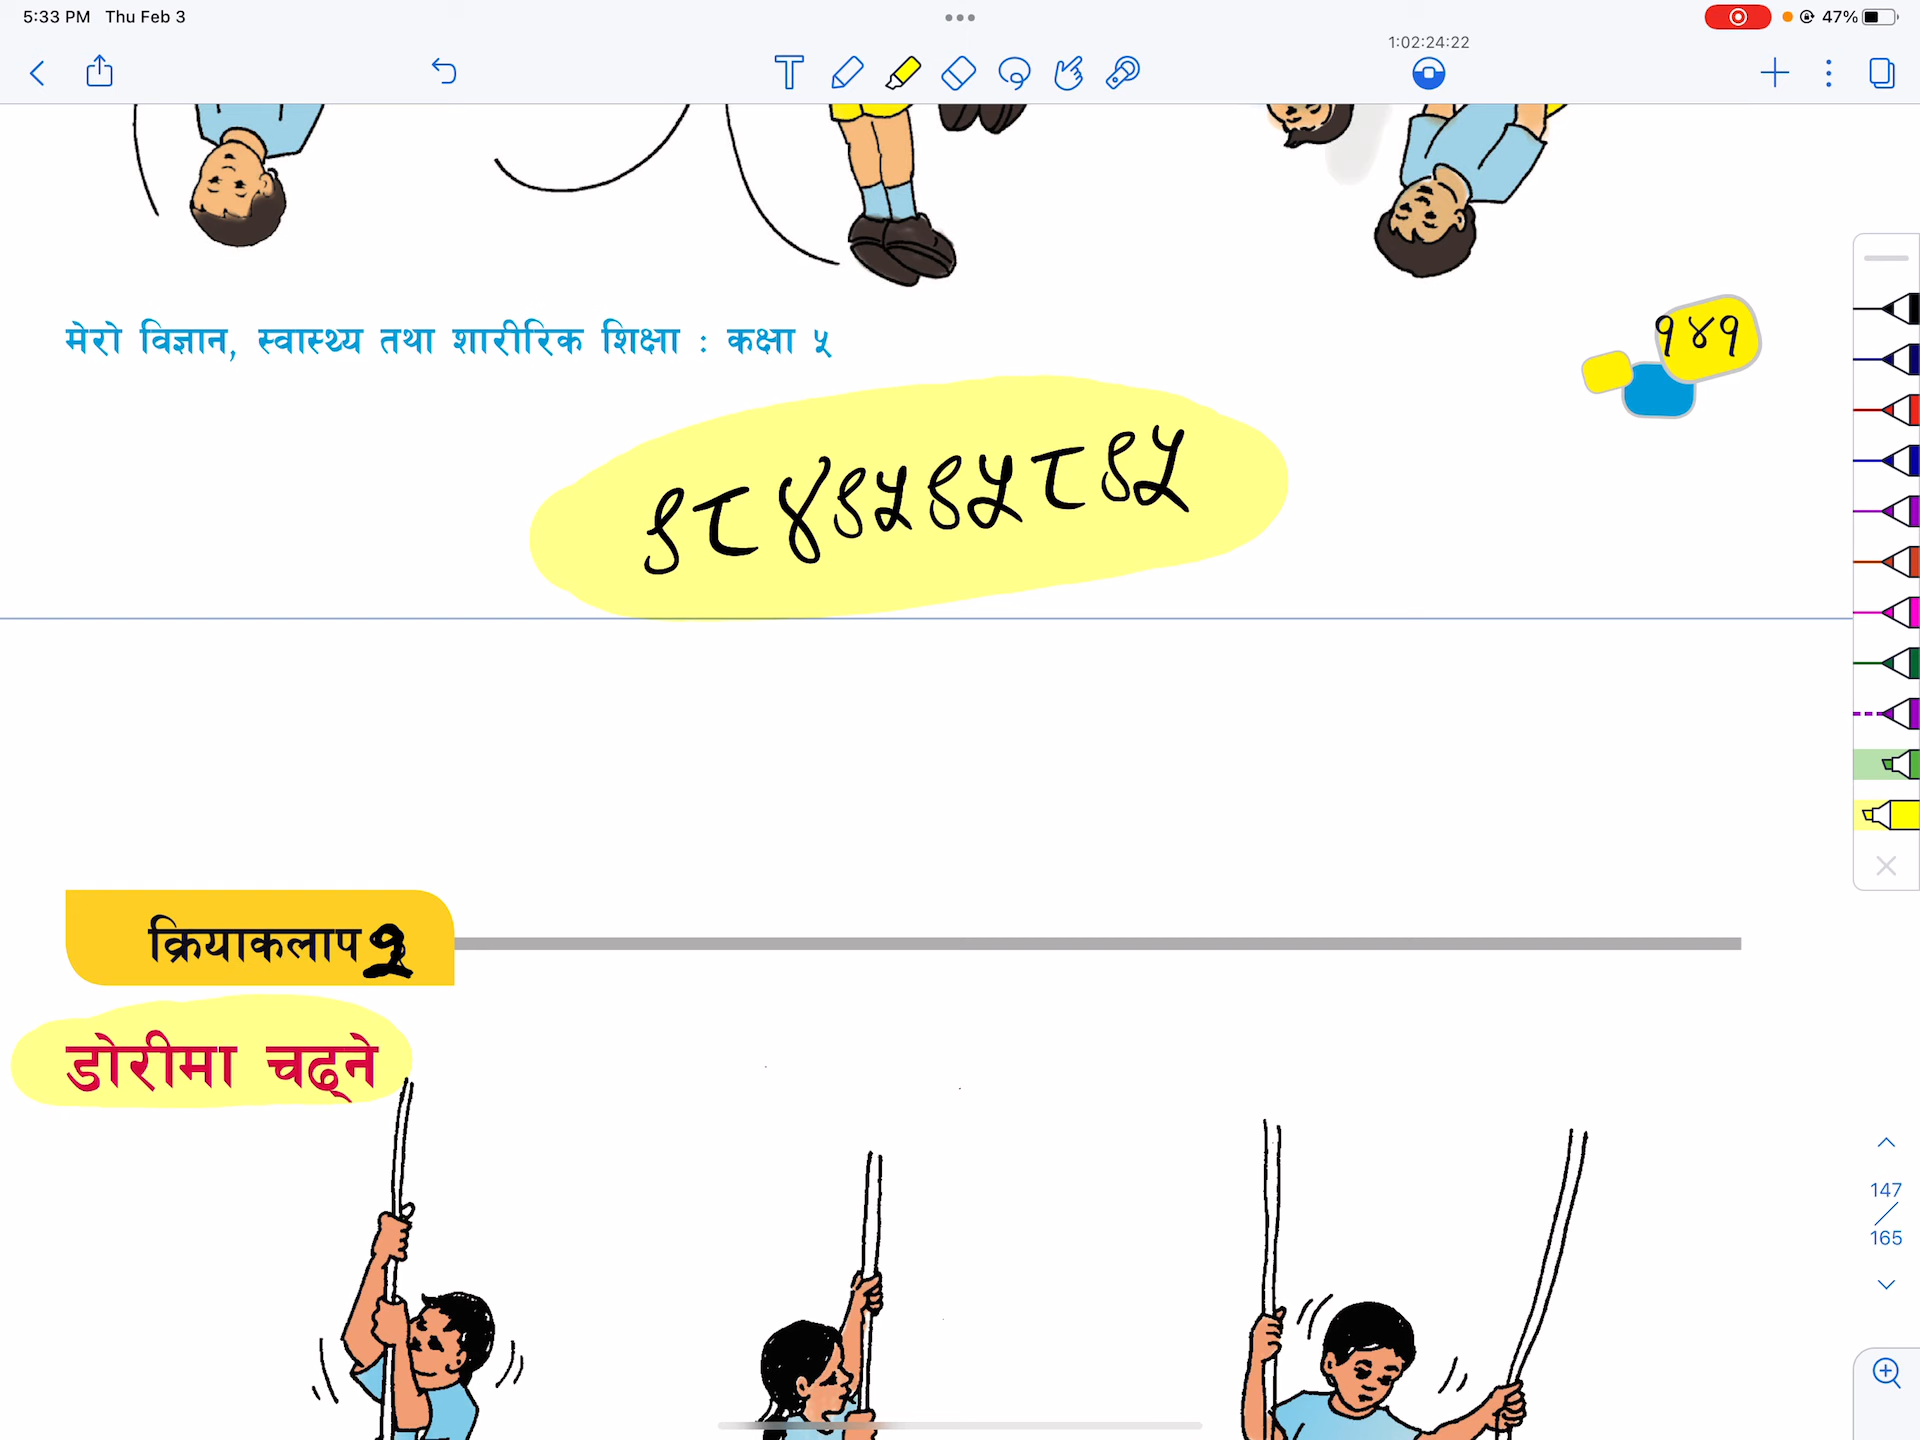 5:33 PM Thu Feb 3
47%
1:02:24:22
मेरो विज्ञान, स्वास्थ्य तथा शारीरिक शिक्षा : कक्षा ५
१४१
९८४९५९५८९५
क्रियाकलाप २
डोरीमा चढ्ने
147
165